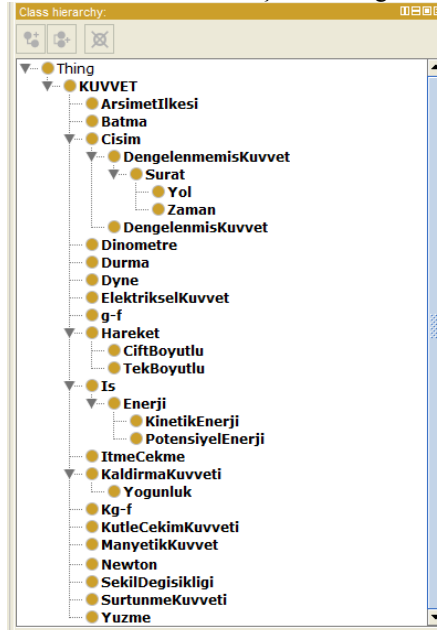 Class hierarchy:
Thing
KUVVET
ArsimetIlkesi
Batma
Cisim
DengelenmemisKuvvet
Surat
Yol
Zaman
DengelenmisKuvvet
Dinometre
Durma
Dyne
ElektrikselKuvvet
g-f
Hareket
CiftBoyutlu
TekBoyutlu
Is
Enerji
KinetikEnerji
PotensiyelEnerji
ItmeCekme
KaldirmaKuvveti
Yogunluk
Kg-f
KutleCekimKuvveti
ManyetikKuvvet
Newton
SekilDegisikligi
SurtunmeKuvveti
Yuzme